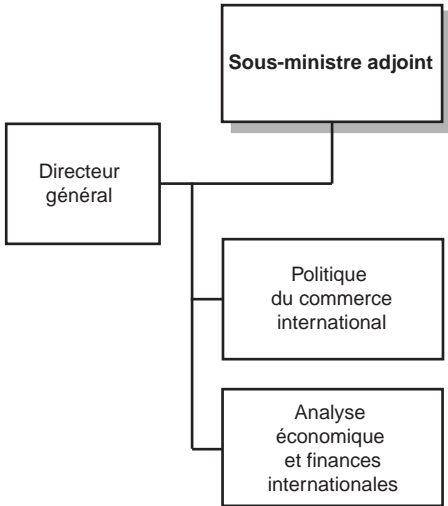 Sous-ministre adjoint
Directeur
général
Politique
du commerce
international
Analyse
économique
et finances
internationales